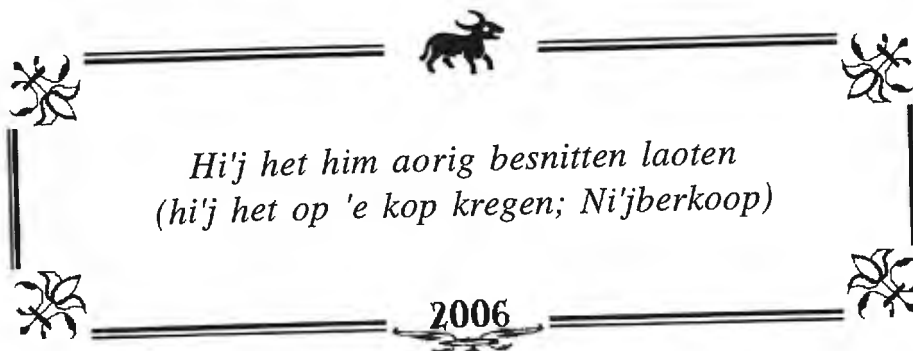 Hi'j het him aorig besnitten laoten
(hi'j het op 'e kop kregen; Ni'jberkoop)
2006